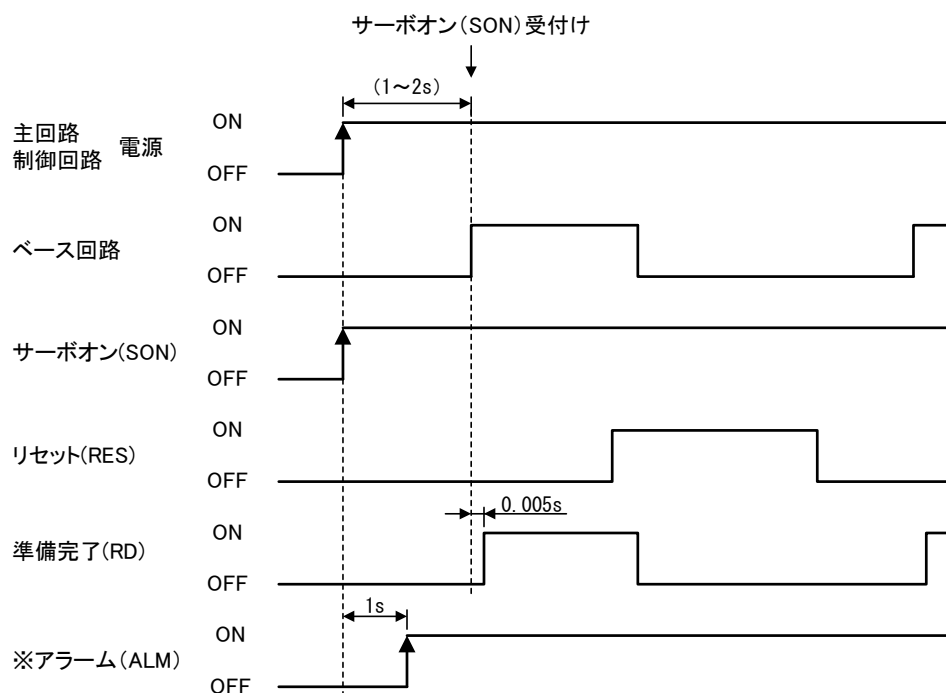 サーボオン(SON)受付け
(1～2s)
主回路
制御回路 電源
ON
OFF
ベース回路
ON
OFF
サーボオン(SON)
ON
OFF
リセット(RES)
ON
OFF
0.005s
準備完了(RD)
ON
OFF
1s
※アラーム(ALM)
ON
OFF